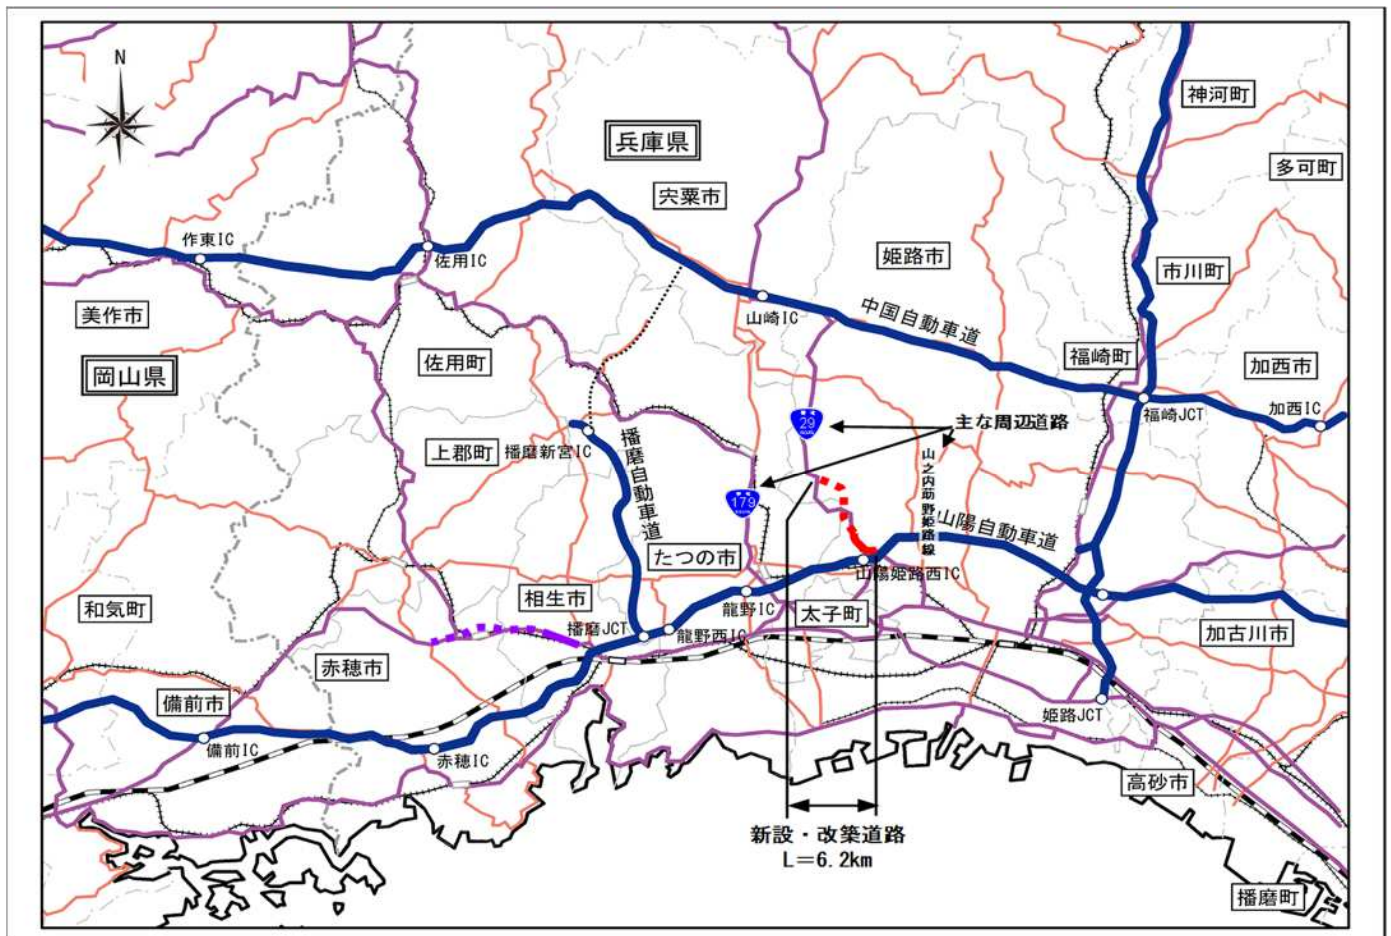 N
神河町
兵庫県
多可町
宍粟市
作東IC
佐用IC
姫路市
市川町
美作市
山崎IC
中国自動車道
佐用町
福崎町
加西市
岡山県
福崎JCT
加西IC
29
主な周辺道路
上郡町
播磨新宮IC
播磨自動車道
山之内莇野姫路線
179
山陽自動車道
たつの市
山陽姫路西IC
和気町
相生市
龍野IC
太子町
播磨JCT
龍野西IC
加古川市
赤穂市
備前市
姫路JCT
備前IC
赤穂IC
高砂市
新設・改築道路
L=6.2km
播磨町